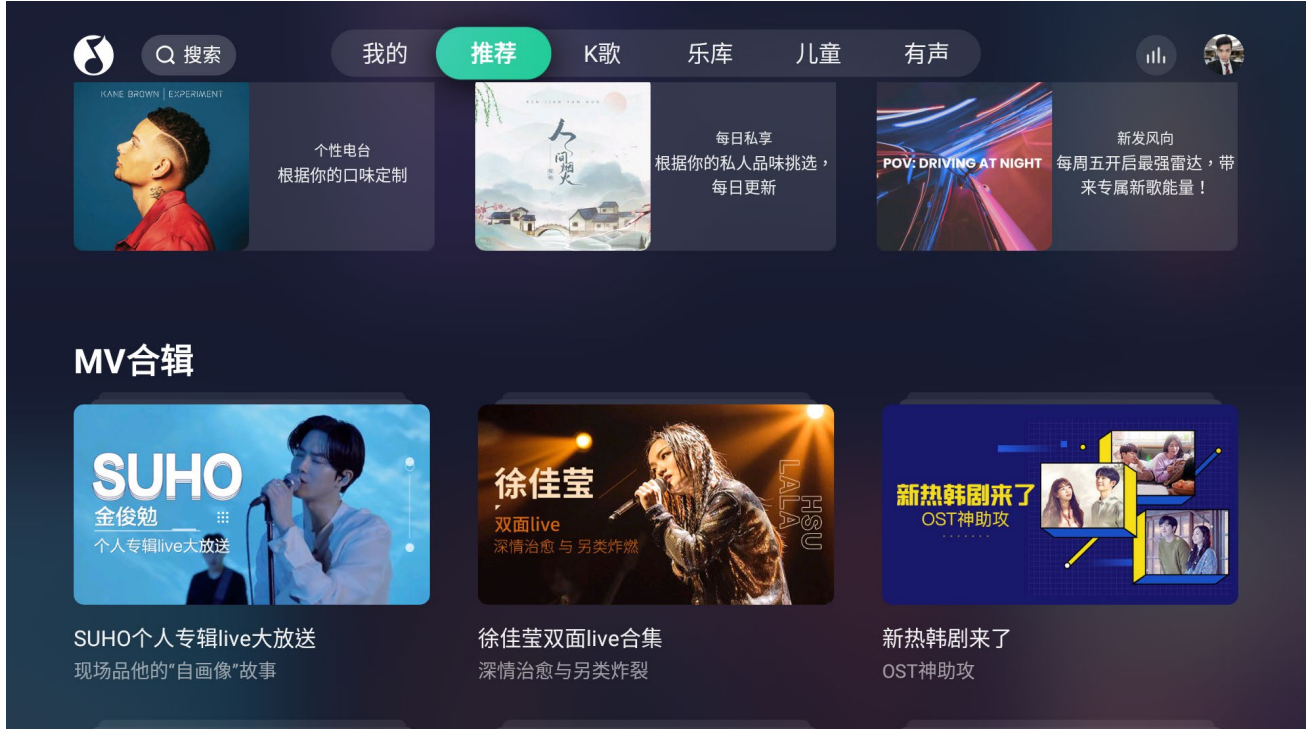 搜索
我的
推荐
K歌
乐库
儿童
有声
KANE BROWN | EXPERIMENT
个性电台
根据你的口味定制
人
间
烟
火
每日私享
根据你的私人品味挑选，
每日更新
POV: DRIVING AT NIGHT
新发风向
每周五开启最强雷达，带
来专属新歌能量！
MV合辑
SUHO
金俊勉
个人专辑live大放送
徐佳莹
双面live
深情治愈 与 另类炸燃
HSU
LALA
新热韩剧来了
OST神助攻
SUHO个人专辑live大放送
现场品他的“自画像”故事
徐佳莹双面live合集
深情治愈与另类炸裂
新热韩剧来了
OST神助攻